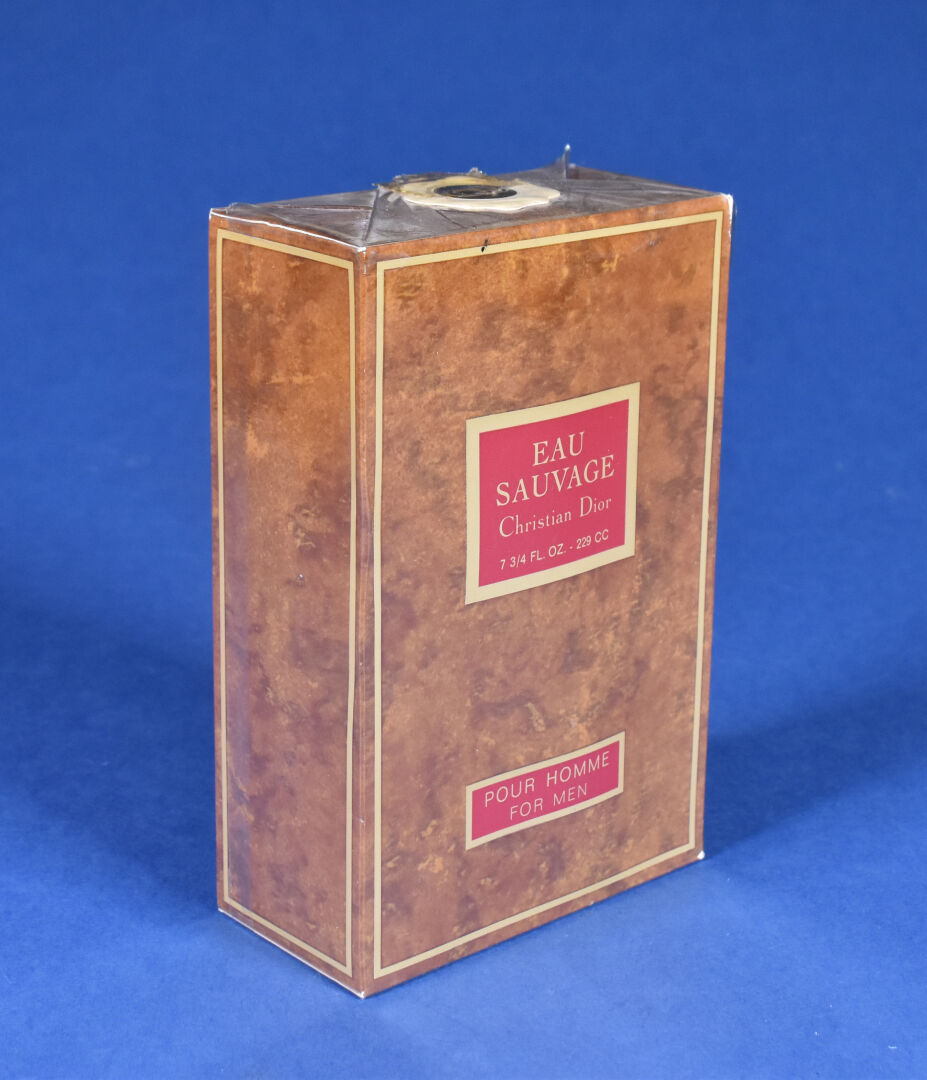 EAU
SAUVAGE
Christian Dior
7 3/4 FL. OZ. - 229 CC
POUR HOMME
FOR MEN